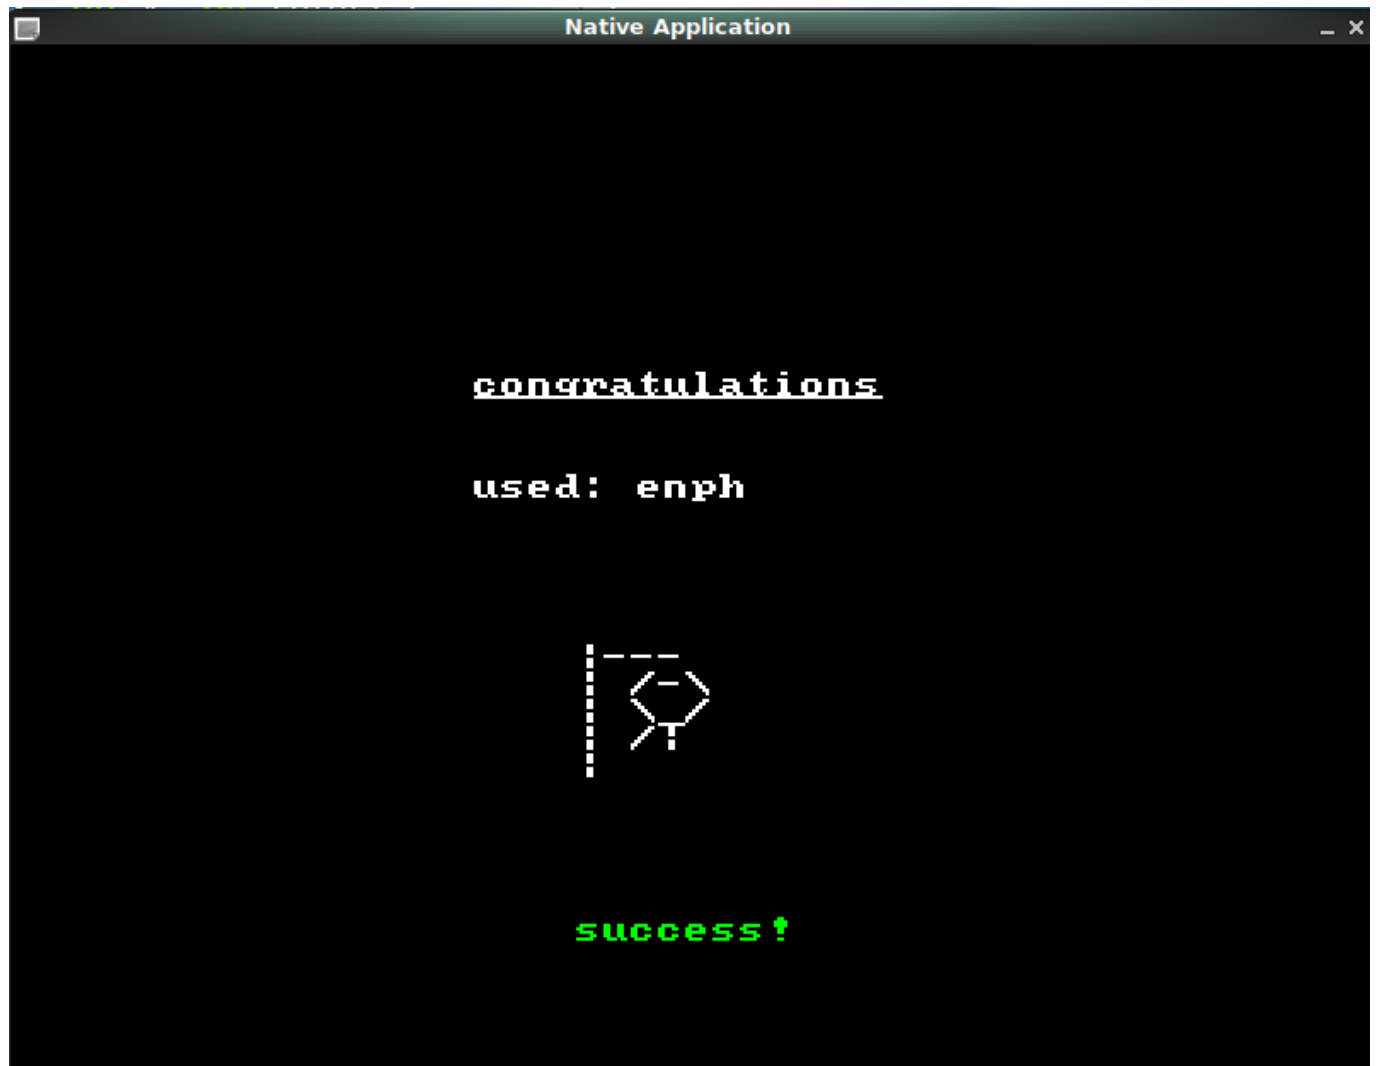 Native Application
congratulations
used: enph
success!